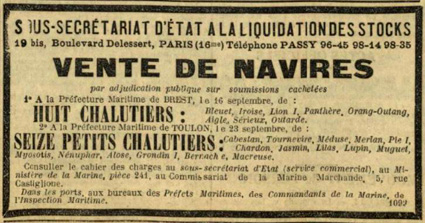 SOUS-SECRÉTARIAT D'ÉTAT A LA LIQUIDATION DES STOCKS
19 bis, Boulevard Delessert, PARIS (16me) Téléphone PASSY 96-45 98-14 98-35
VENTE DE NAVIRES
par adjudication publique sur soumissions cachetées
1° A la Préfecture Maritime de BREST, le 16 septembre, de :
HUIT CHALUTIERS : Bleuet, Iroise, Lion I, Panthère, Orang-Outang,
Aigle, Sérieux, Outarde.
2° A la Préfecture Maritime de TOULON, le 23 septembre, de :
SEIZE PETITS CHALUTIERS : Cabestan, Tournevire, Méduse, Merlan, Pie I,
Chardon, Jasmin, Lilas, Lupin, Muguet,
Myosotis, Nénuphar, Alose, Grondin I, Bernache, Macreuse.
Consulter le cahier des charges au sous-secrétariat d'Etat (service commercial), au Mi-
nistère de la Marine, pièce 241, au Commissariat de la Marine Marchande, 3, rue
Castiglione.
Dans les ports, aux bureaux des Préfets Maritimes, des Commandants de la Marine, de
l'Inspection Maritime. 1092